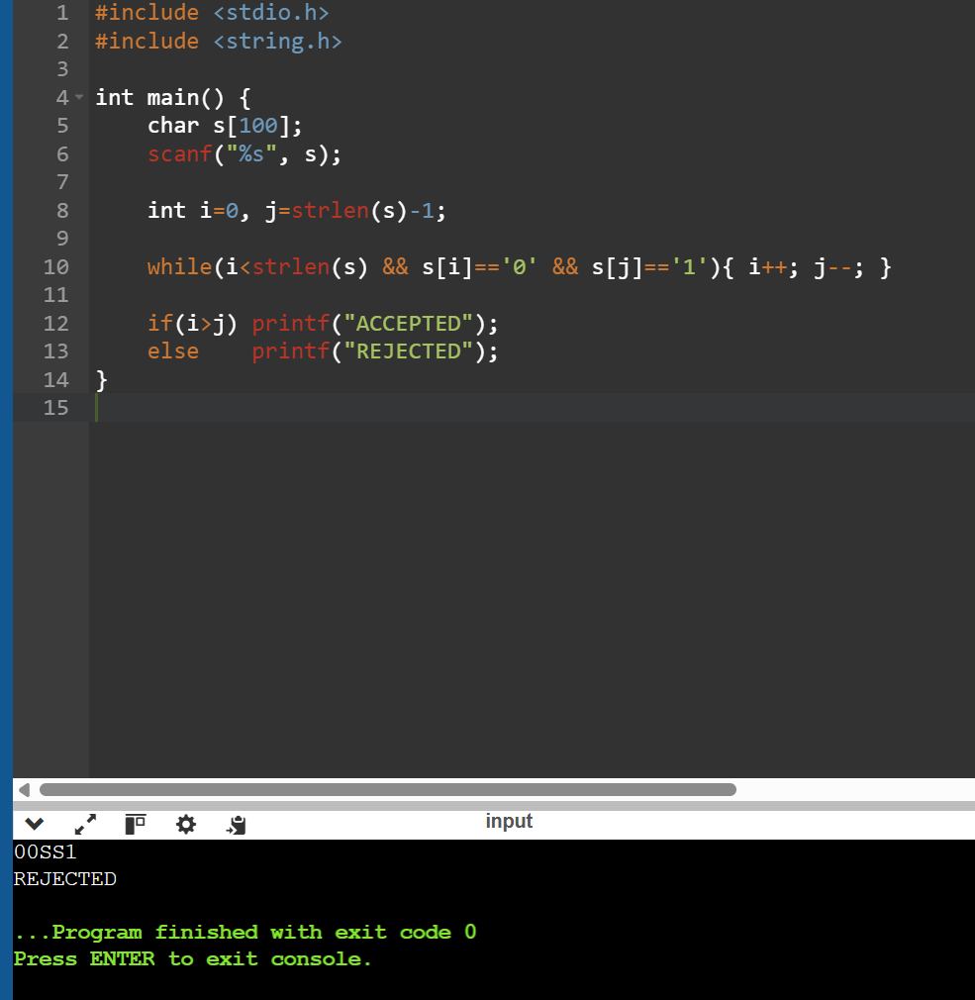 1 #include <stdio.h>
2 #include <string.h>
3
4 int main() {
5 char s[100];
6 scanf("%s", s);
7
8 int i=0, j=strlen(s)-1;
9
10 while(i<strlen(s) && s[i]=='0' && s[j]=='1'){ i++; j--; }
11
12 if(i>j) printf("ACCEPTED");
13 else    printf("REJECTED");
14 }
15
input
00SS1
REJECTED
...Program finished with exit code 0
Press ENTER to exit console.